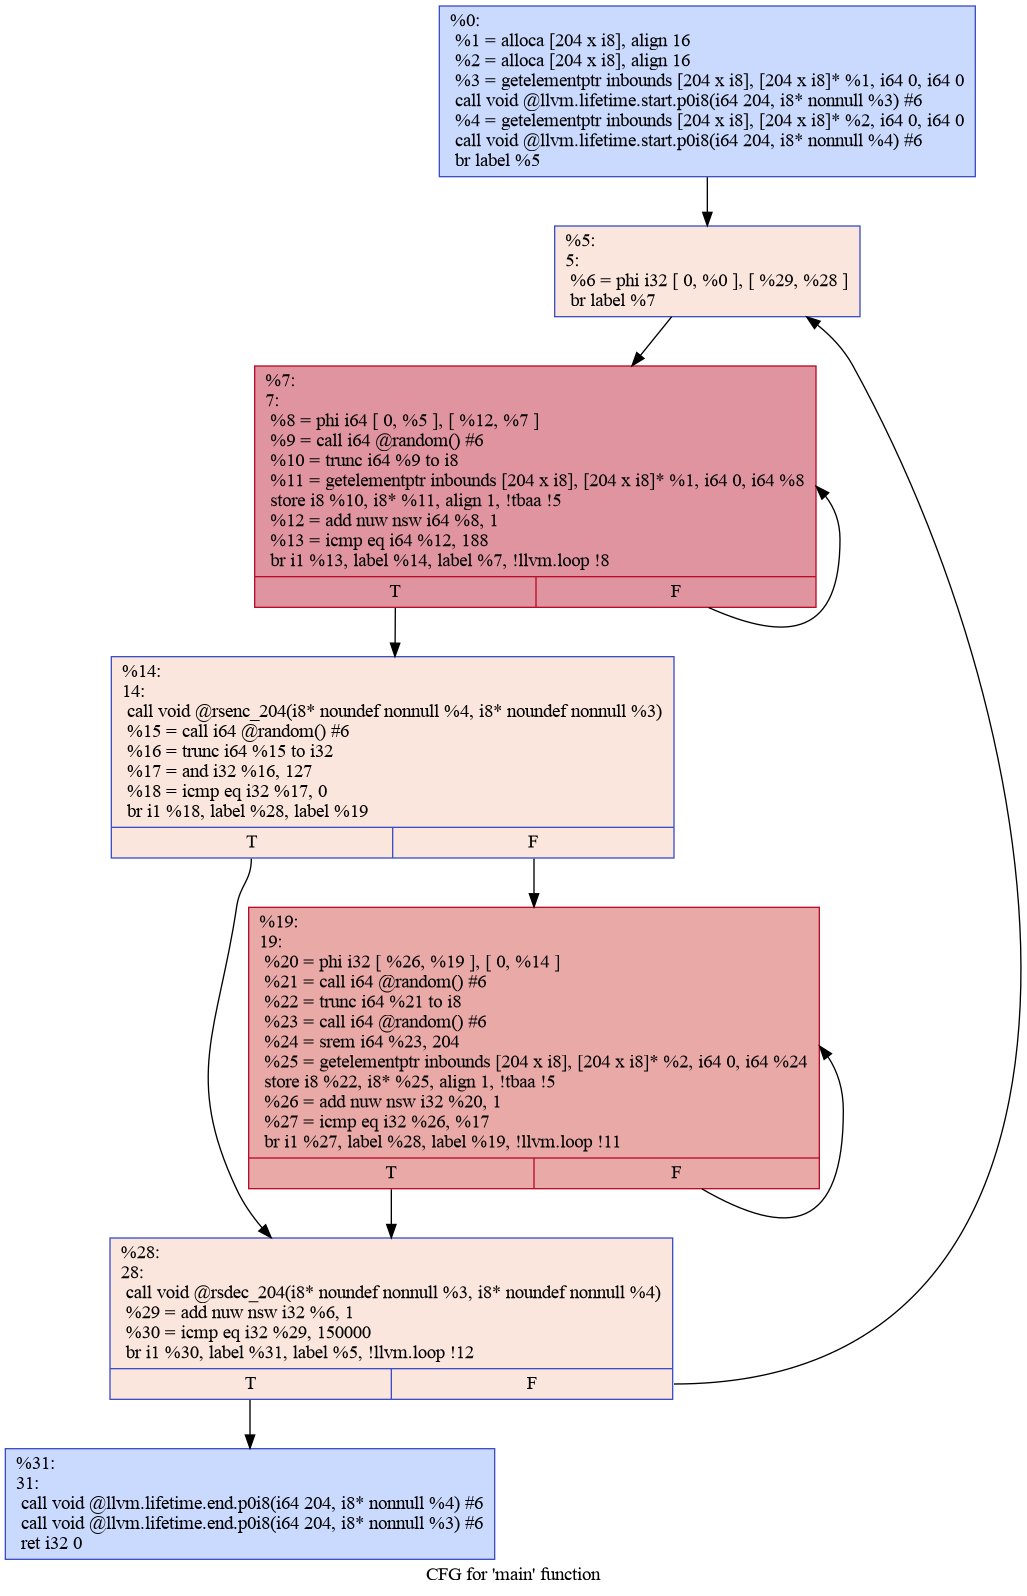 %0:
%1 = alloca [204 x i8], align 16
%2 = alloca [204 x i8], align 16
%3 = getelementptr inbounds [204 x i8], [204 x i8]* %1, i64 0, i64 0
call void @llvm.lifetime.start.p0i8(i64 204, i8* nonnull %3) #6
%4 = getelementptr inbounds [204 x i8], [204 x i8]* %2, i64 0, i64 0
call void @llvm.lifetime.start.p0i8(i64 204, i8* nonnull %4) #6
br label %5
%5:
5:
%6 = phi i32 [ 0, %0 ], [ %29, %28 ]
br label %7
%7:
7:
%8 = phi i64 [ 0, %5 ], [ %12, %7 ]
%9 = call i64 @random() #6
%10 = trunc i64 %9 to i8
%11 = getelementptr inbounds [204 x i8], [204 x i8]* %1, i64 0, i64 %8
store i8 %10, i8* %11, align 1, !tbaa !5
%12 = add nuw nsw i64 %8, 1
%13 = icmp eq i64 %12, 188
br i1 %13, label %14, label %7, !llvm.loop !8
T F
%14:
14:
call void @rsenc_204(i8* noundef nonnull %4, i8* noundef nonnull %3)
%15 = call i64 @random() #6
%16 = trunc i64 %15 to i32
%17 = and i32 %16, 127
%18 = icmp eq i32 %17, 0
br i1 %18, label %28, label %19
T F
%19:
19:
%20 = phi i32 [ %26, %19 ], [ 0, %14 ]
%21 = call i64 @random() #6
%22 = trunc i64 %21 to i8
%23 = call i64 @random() #6
%24 = srem i64 %23, 204
%25 = getelementptr inbounds [204 x i8], [204 x i8]* %2, i64 0, i64 %24
store i8 %22, i8* %25, align 1, !tbaa !5
%26 = add nuw nsw i32 %20, 1
%27 = icmp eq i32 %26, %17
br i1 %27, label %28, label %19, !llvm.loop !11
T F
%28:
28:
call void @rsdec_204(i8* noundef nonnull %3, i8* noundef nonnull %4)
%29 = add nuw nsw i32 %6, 1
%30 = icmp eq i32 %29, 150000
br i1 %30, label %31, label %5, !llvm.loop !12
T F
%31:
31:
call void @llvm.lifetime.end.p0i8(i64 204, i8* nonnull %4) #6
call void @llvm.lifetime.end.p0i8(i64 204, i8* nonnull %3) #6
ret i32 0
CFG for 'main' function